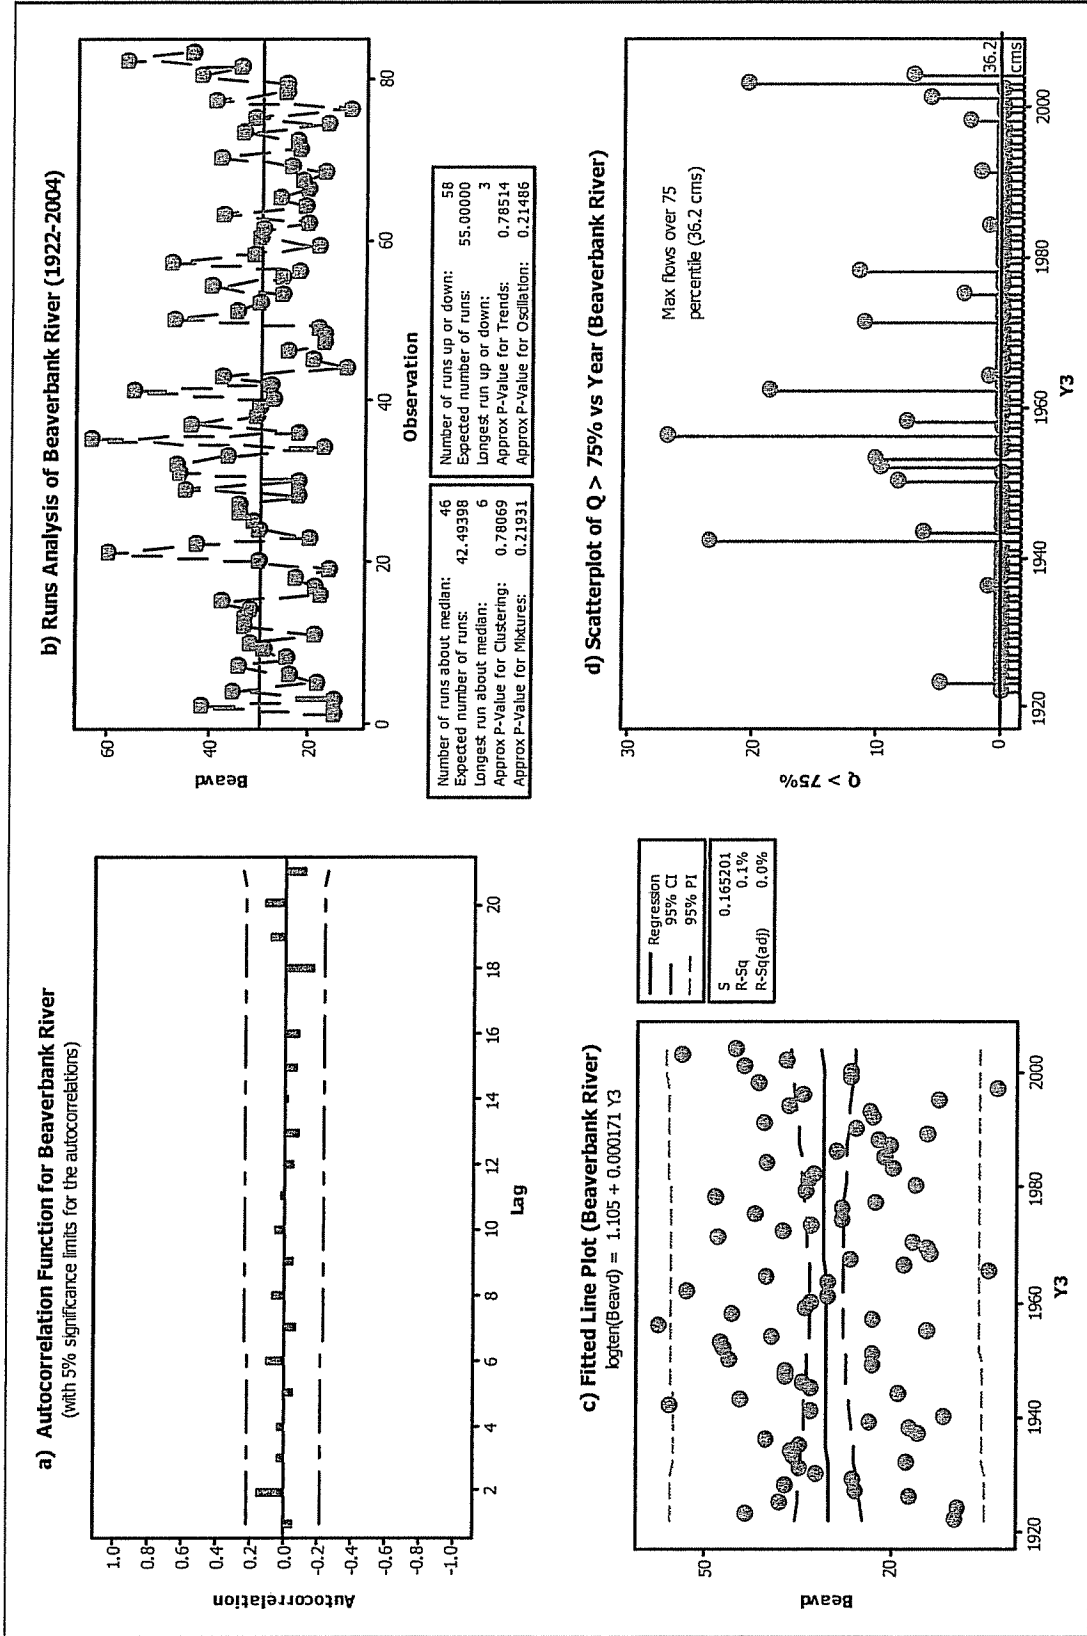 a) Autocorrelation Function for Beaverbank River
(with 5% significance limits for the autocorrelations)
Autocorrelation
1.0
0.8
0.6
0.4
0.2
0.0
-0.2
-0.4
-0.6
-0.8
-1.0
2 4 6 8 10 12 14 16 18 20
Lag
b) Runs Analysis of Beaverbank River (1922-2004)
Beavd
60
40
20
0 20 40 60 80
Observation
Number of runs about median: 46
Expected number of runs: 42.49398
Longest run about median: 6
Approx P-Value for Clustering: 0.78069
Approx P-Value for Mixtures: 0.21931
Number of runs up or down: 58
Expected number of runs: 55.00000
Longest run up or down: 3
Approx P-Value for Trends: 0.78514
Approx P-Value for Oscillation: 0.21486
c) Fitted Line Plot (Beaverbank River)
logten(Beavd) = 1.105 + 0.000171 Y3
Beavd
50
20
1920 1940 1960 1980 2000
Y3
Regression
95% CI
95% PI
S 0.165201
R-Sq 0.1%
R-Sq(adj) 0.0%
d) Scatterplot of Q > 75% vs Year (Beaverbank River)
Q > 75%
30
20
10
0
Max flows over 75
percentile (36.2 cms)
36.2
cms
1920 1940 1960 1980 2000
Y3